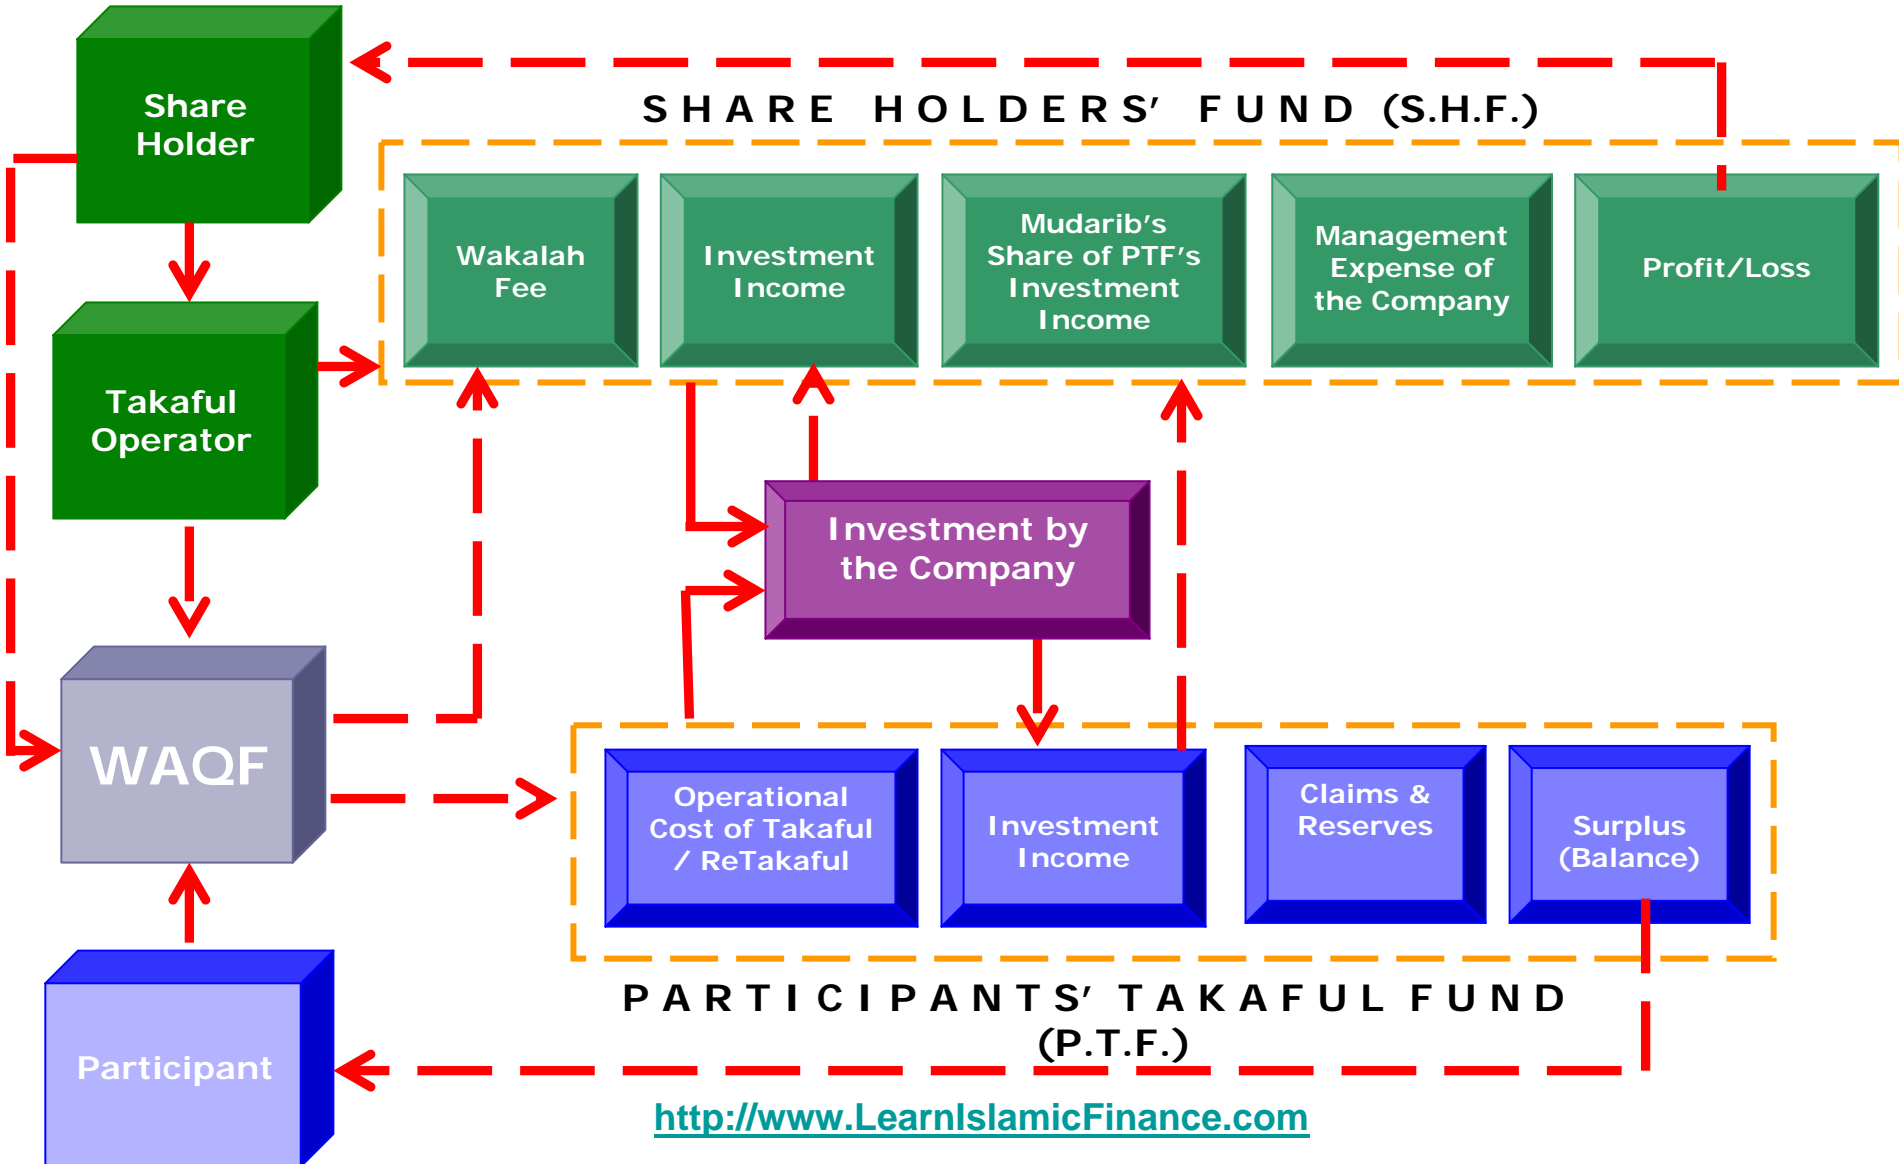 Share
Holder
SHARE HOLDERS' FUND (S.H.F.)
Wakalah
Fee
Investment
Income
Mudarib's
Share of PTF's
Investment
Income
Management
Expense of
the Company
Profit/Loss
Takaful
Operator
Investment by
the Company
WAQF
Operational
Cost of Takaful
/ ReTakaful
Investment
Income
Claims &
Reserves
Surplus
(Balance)
PARTICIPANTS' TAKAFUL FUND
(P.T.F.)
Participant
http://www.LearnIslamicFinance.com